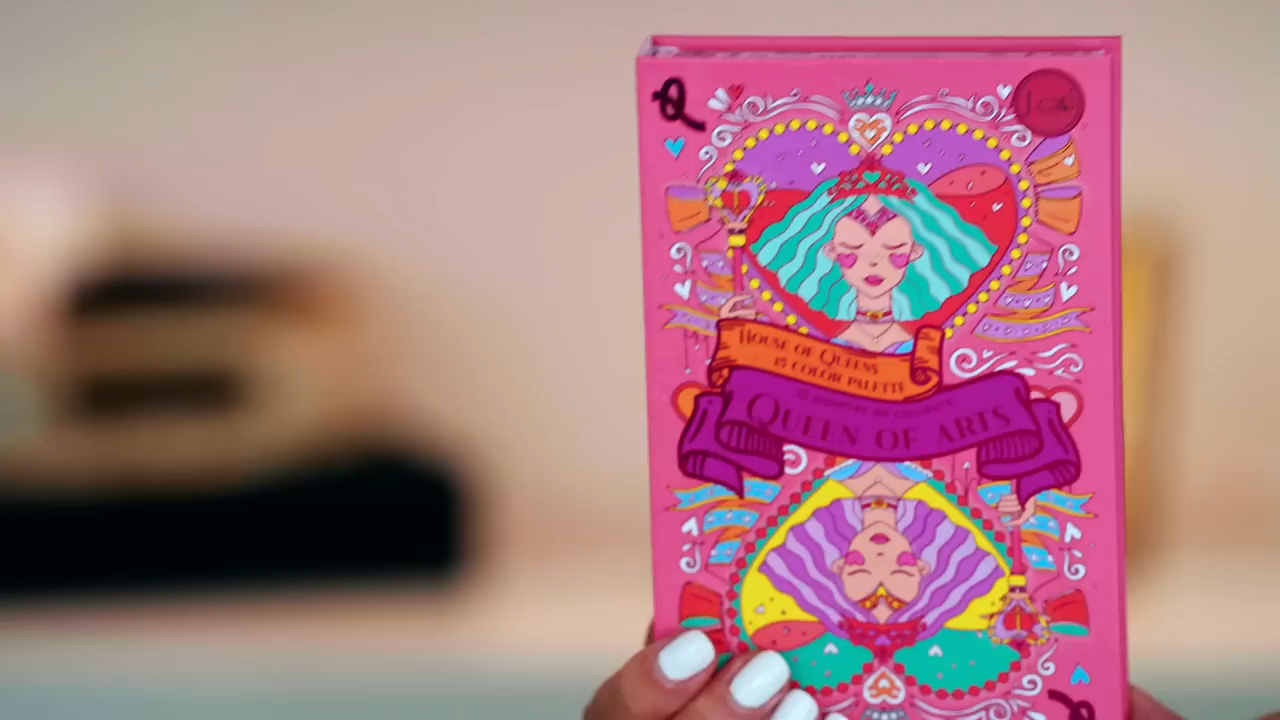 Q
HOUSE OF QUEENS
15 COLOR PALETTE
QUEEN OF ARTS
Q